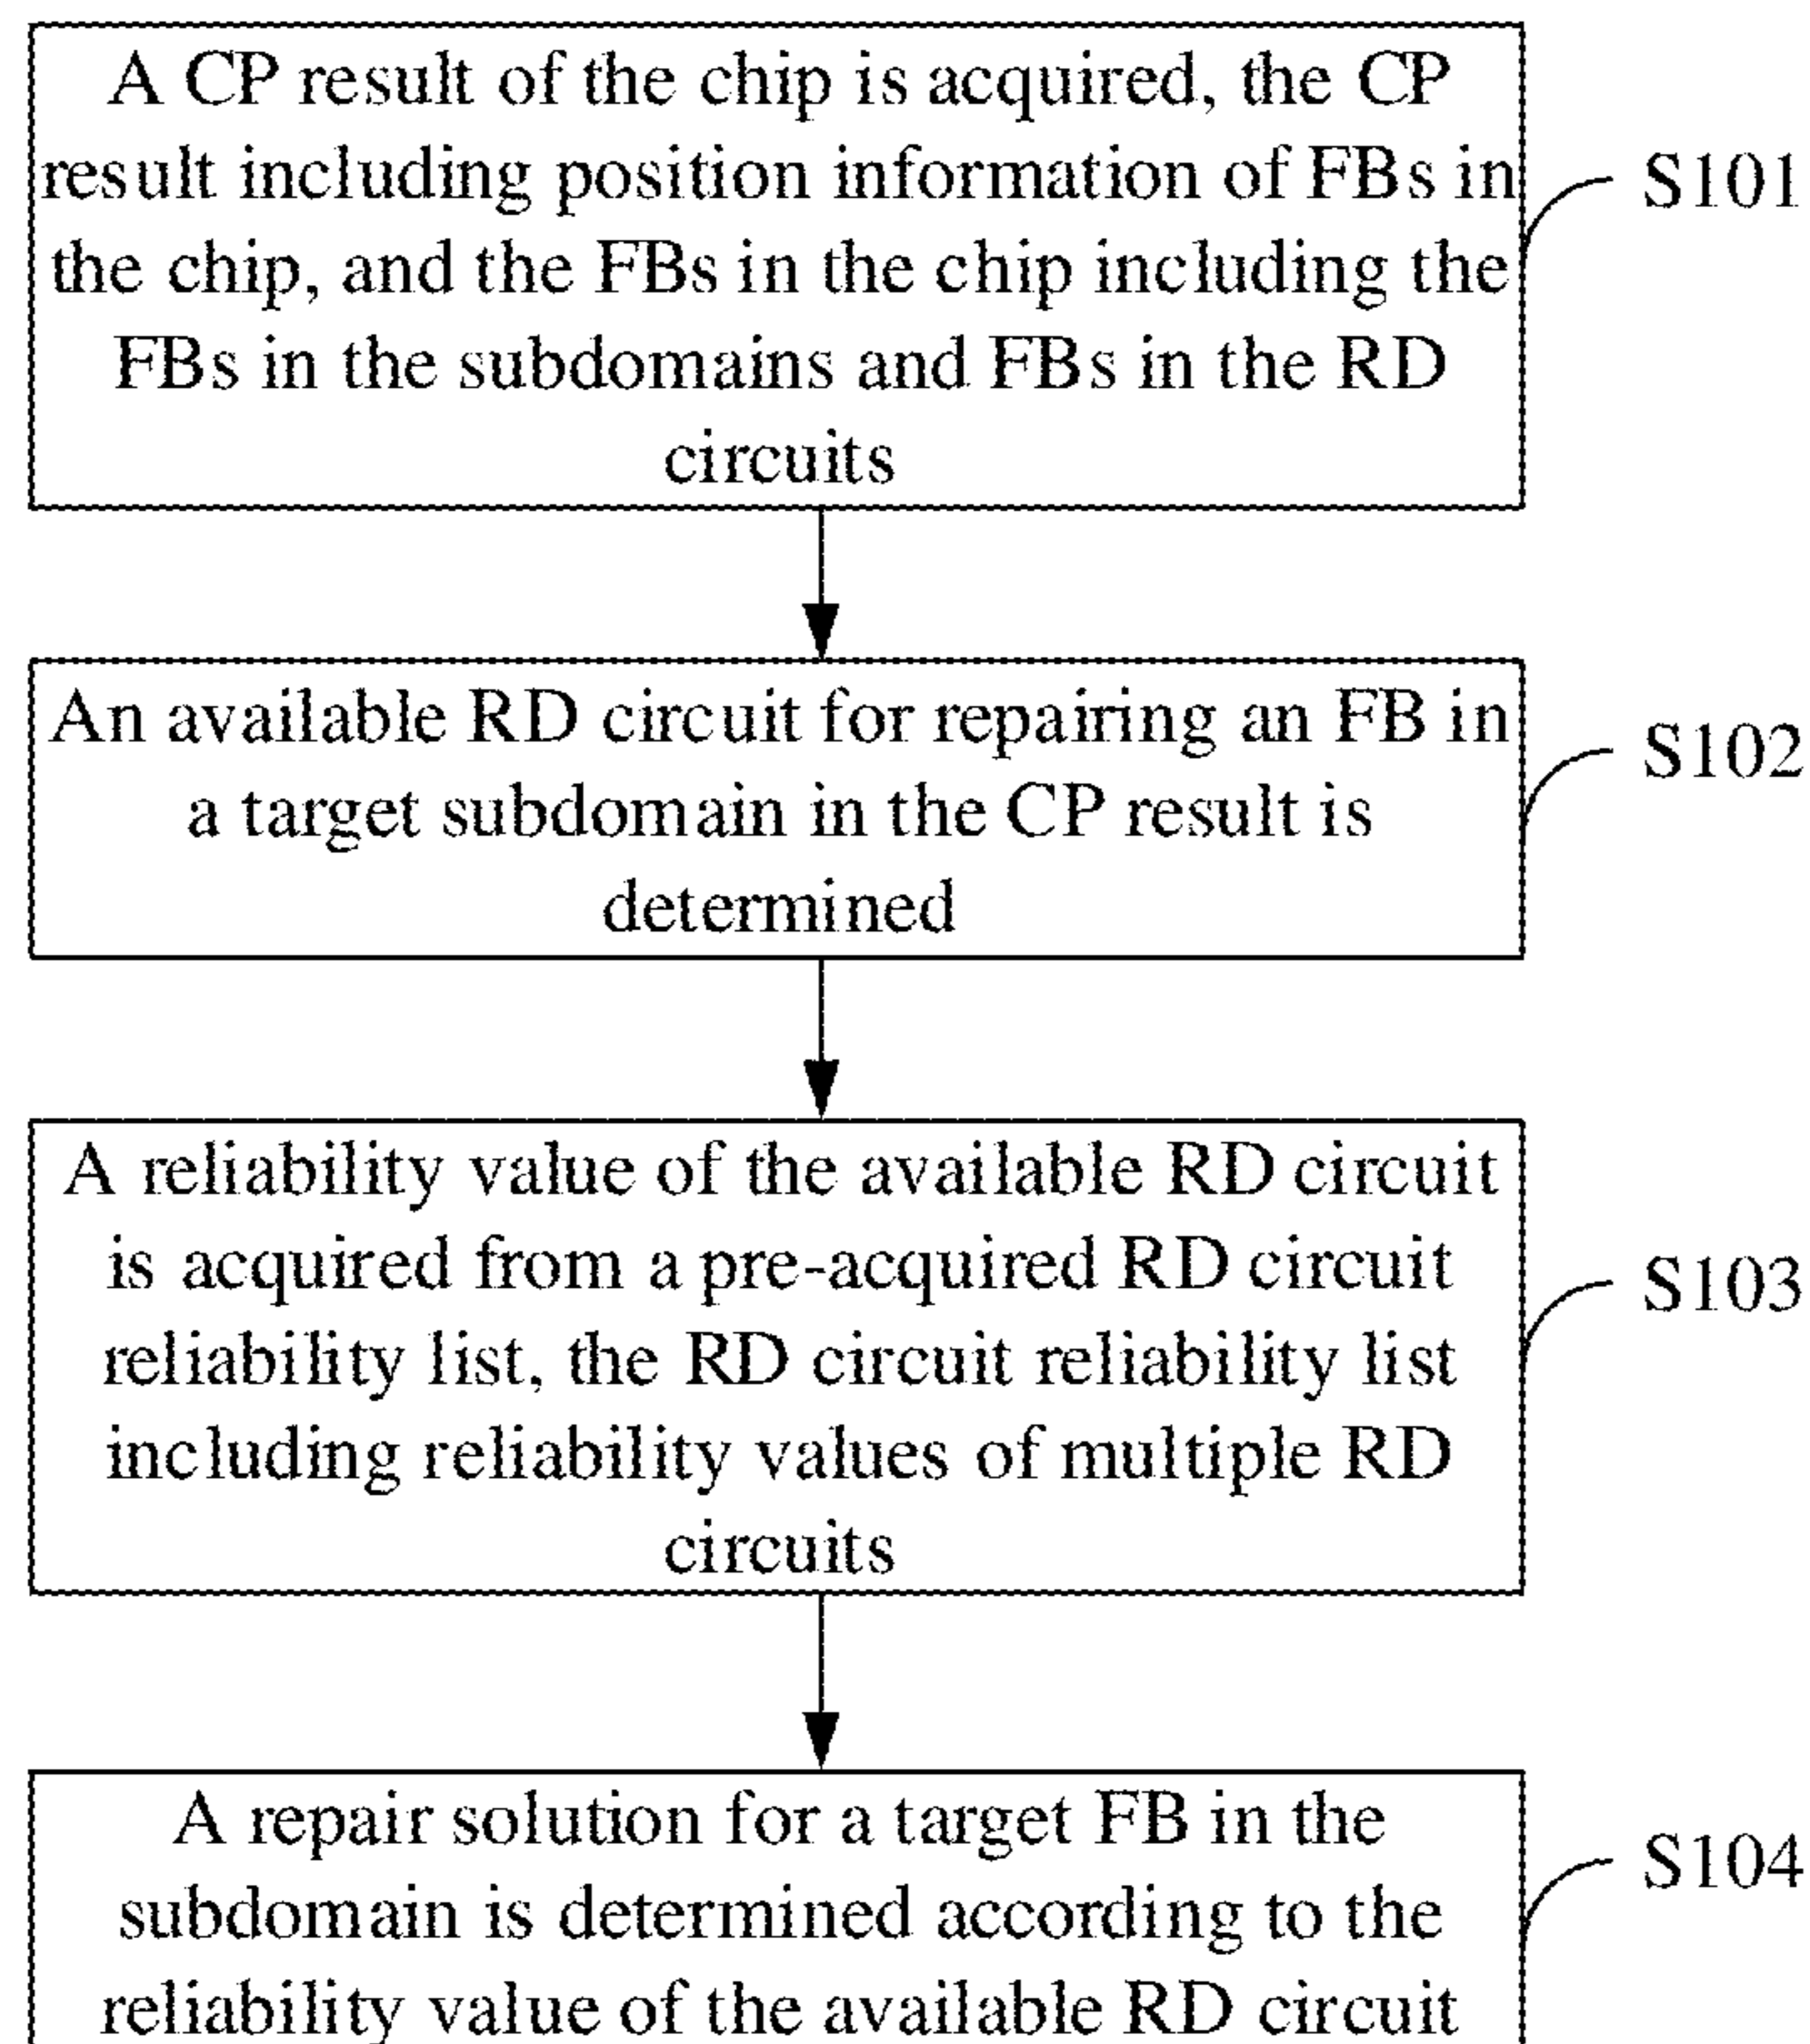 A CP result of the chip is acquired, the CP
result including position information of FBs in
the chip, and the FBs in the chip including the
FBs in the subdomains and FBs in the RD
circuits
S101
An available RD circuit for repairing an FB in
a target subdomain in the CP result is
determined
S102
A reliability value of the available RD circuit
is acquired from a pre-acquired RD circuit
reliability list, the RD circuit reliability list
including reliability values of multiple RD
circuits
S103
A repair solution for a target FB in the
subdomain is determined according to the
reliability value of the available RD circuit
S104